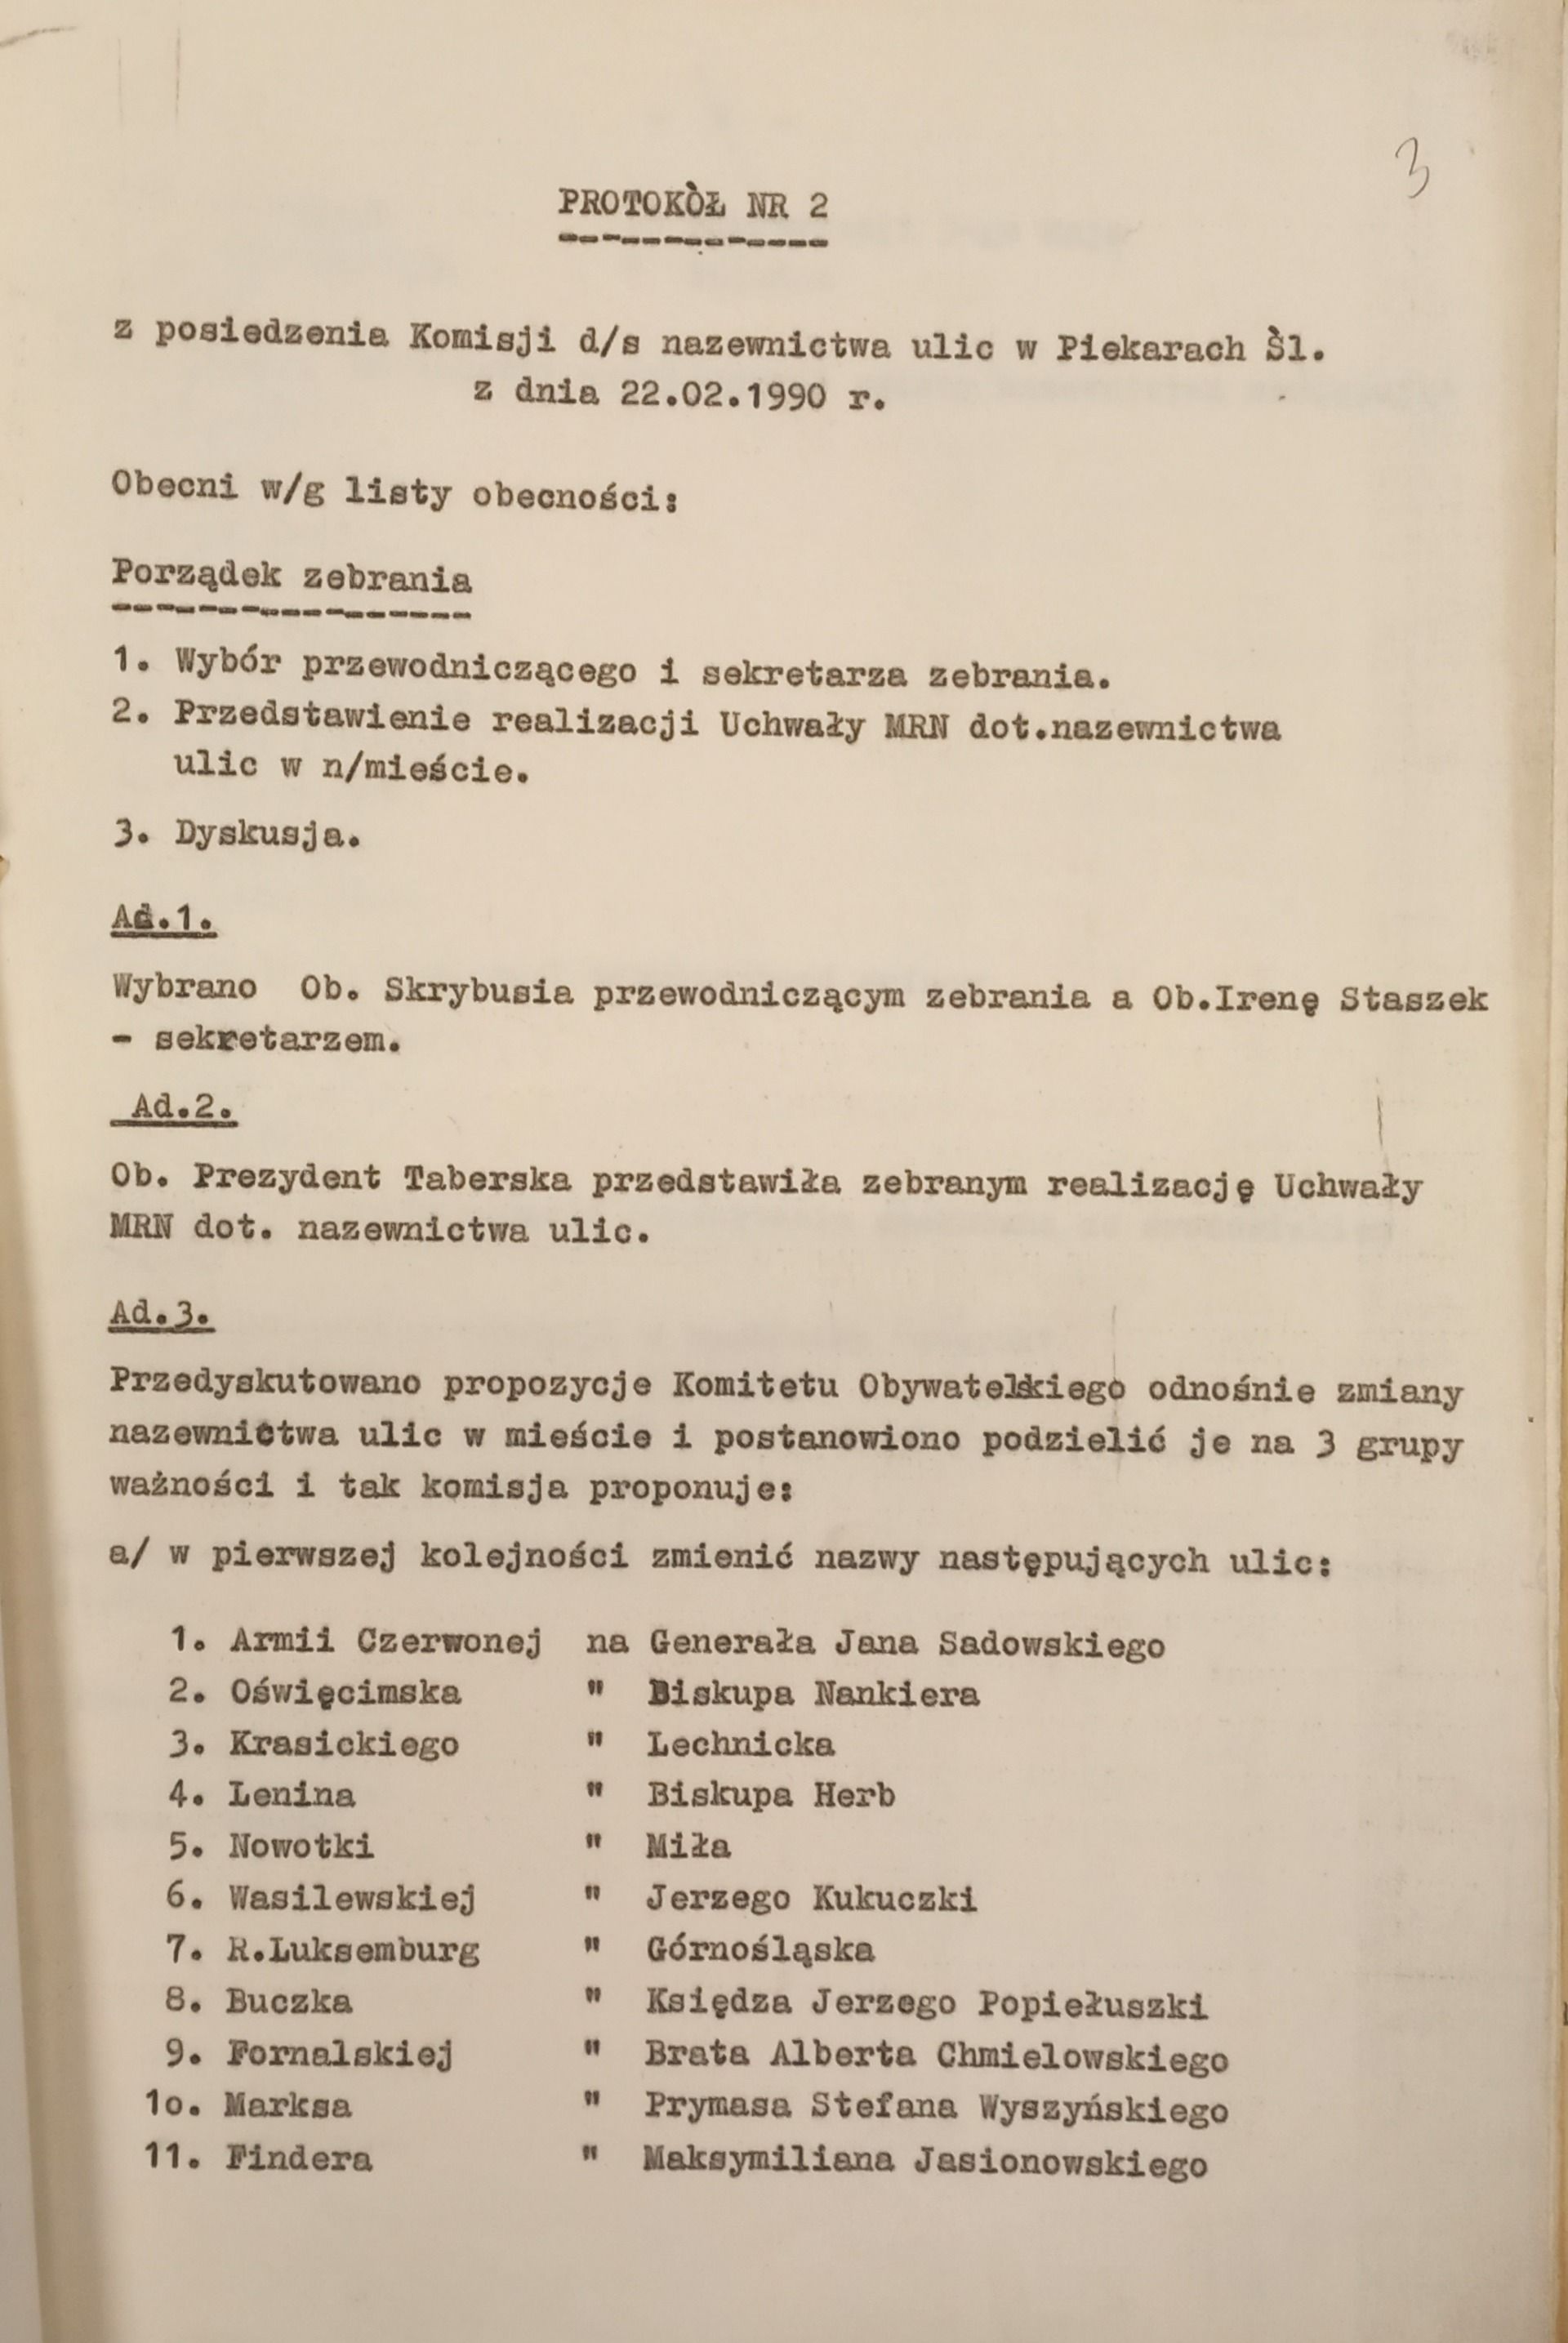 3
PROTOKÒŁ NR 2
z posiedzenia Komisji d/s nazewnictwa ulic w Piekarach S̀l.
z dnia 22.02.1990 r.
Obecni w/g listy obecności:
Porządek zebrania
1. Wybór przewodniczącego i sekretarza zebrania.
2. Przedstawienie realizacji Uchwały MRN dot.nazewnictwa
ulic w n/mieście.
3. Dyskusja.
Ad.1.
Wybrano Ob. Skrybusia przewodniczącym zebrania a Ob.Irenę Staszek
- sekretarzem.
Ad.2.
Ob. Prezydent Taberska przedstawiła zebranym realizację Uchwały
MRN dot. nazewnictwa ulic.
Ad.3.
Przedyskutowano propozycje Komitetu Obywatelskiego odnośnie zmiany
nazewnictwa ulic w mieście i postanowiono podzielić je na 3 grupy
ważności i tak komisja proponuje:
a/ w pierwszej kolejności zmienić nazwy następujących ulic:
1. Armii Czerwonej na Generała Jana Sadowskiego
2. Oświęcimska " Biskupa Nankiera
3. Krasickiego " Lechnicka
4. Lenina " Biskupa Herb
5. Nowotki " Miła
6. Wasilewskiej " Jerzego Kukuczki
7. R.Luksemburg " Górnośląska
8. Buczka " Księdza Jerzego Popiełuszki
9. Fornalskiej " Brata Alberta Chmielowskiego
1o. Marksa " Prymasa Stefana Wyszyńskiego
11. Findera " Maksymiliana Jasionowskiego